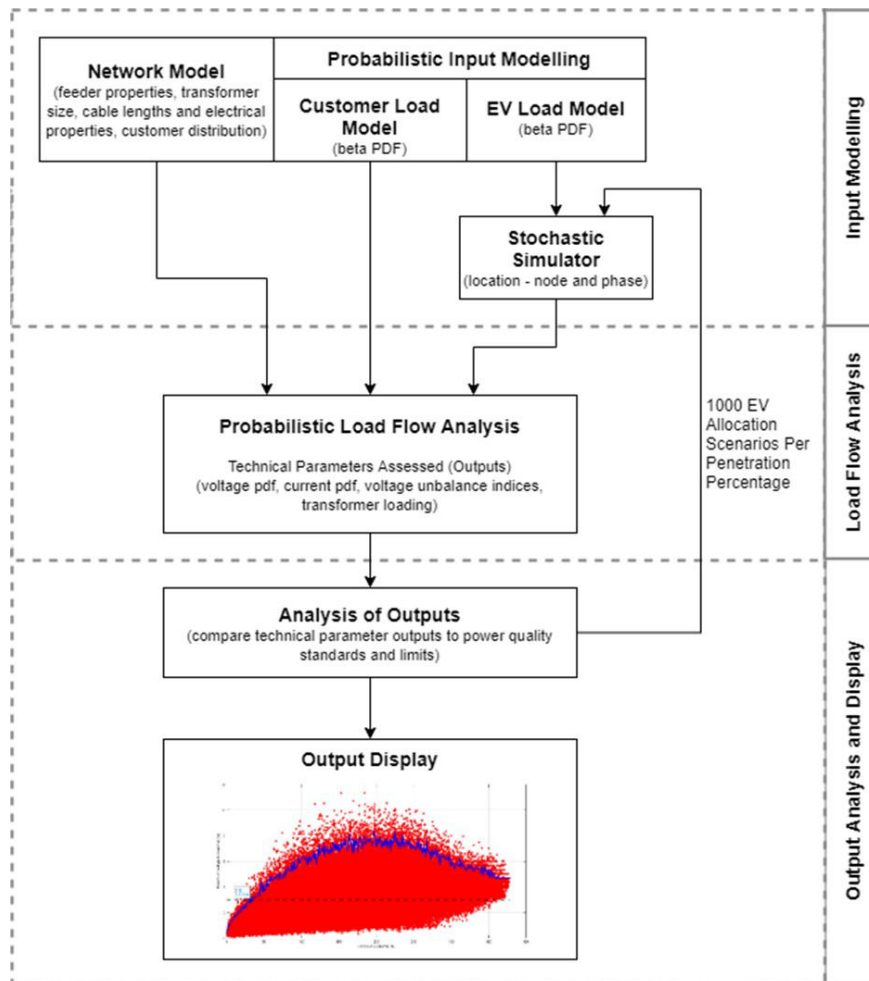 Probabilistic Input Modelling
Network Model
(feeder properties, transformer
size, cable lengths and electrical
properties, customer distribution)
Customer Load
Model
(beta PDF)
EV Load Model
(beta PDF)
Stochastic
Simulator
(location - node and phase)
Input Modelling
Probabilistic Load Flow Analysis
Technical Parameters Assessed (Outputs)
(voltage pdf, current pdf, voltage unbalance indices,
transformer loading)
1000 EV
Allocation
Scenarios Per
Penetration
Percentage
Load Flow Analysis
Analysis of Outputs
(compare technical parameter outputs to power quality
standards and limits)
Output Display
Output Analysis and Display